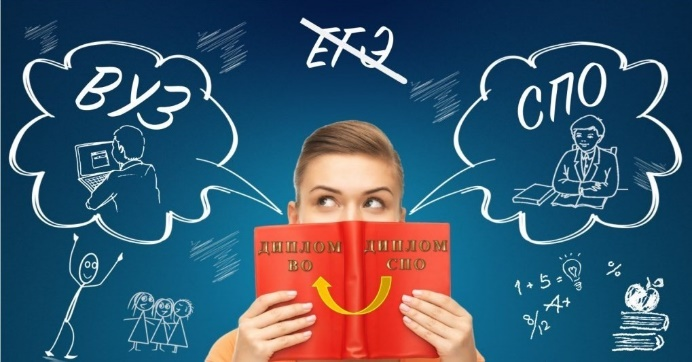 ЕГЭ
ВУЗ
СПО
ДИПЛОМ
ВО
ДИПЛОМ
СПО
1+5=
%
A+
8/12